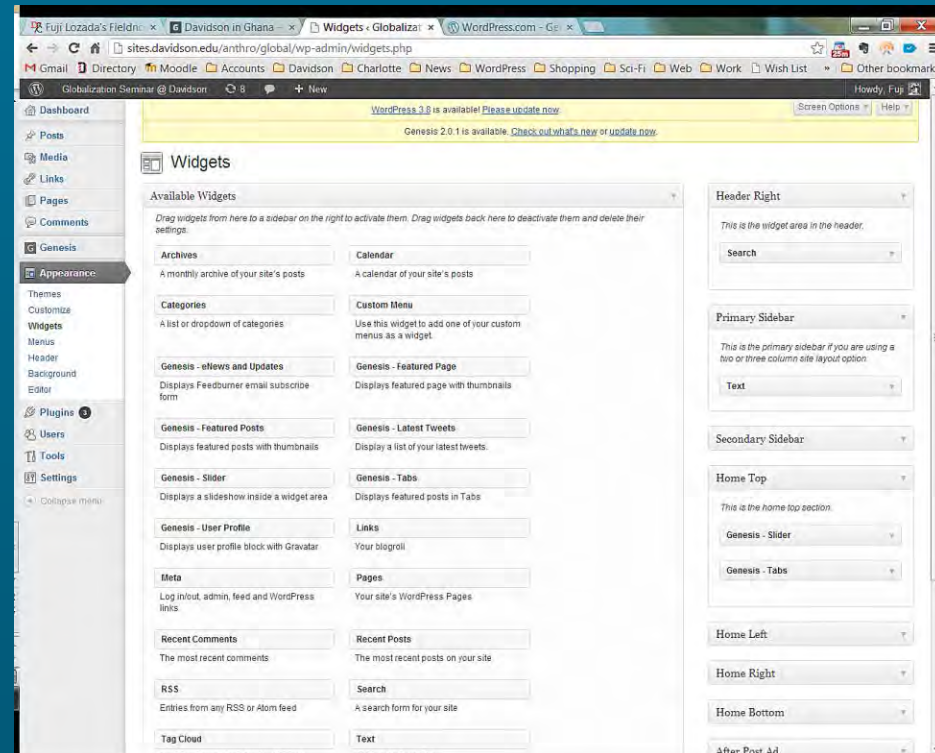 Fuji Lozada's Fieldn
Davidson in Ghana –
Widgets ‹ Globalizat
WordPress.com - Ge
sites.davidson.edu/anthro/global/wp-admin/widgets.php
25m
Gmail Directory Moodle Accounts Davidson Charlotte News WordPress Shopping Sci-Fi Web Work Wish List » Other bookmark
Globalization Seminar @ Davidson 8 + New Howdy, Fuji
WordPress 3.8 is available! Please update now.
Screen Options Help
Genesis 2.0.1 is available. Check out what's new or update now.
Dashboard
Posts
Media
Links
Pages
Comments
Genesis
Appearance
Themes
Customize
Widgets
Menus
Header
Background
Editor
Plugins 3
Users
Tools
Settings
Collapse menu
Widgets
Available Widgets
Drag widgets from here to a sidebar on the right to activate them. Drag widgets back here to deactivate them and delete their
settings.
Archives
A monthly archive of your site's posts
Calendar
A calendar of your site's posts
Categories
A list or dropdown of categories
Custom Menu
Use this widget to add one of your custom
menus as a widget.
Genesis - eNews and Updates
Displays Feedburner email subscribe
form
Genesis - Featured Page
Displays featured page with thumbnails
Genesis - Featured Posts
Displays featured posts with thumbnails
Genesis - Latest Tweets
Display a list of your latest tweets.
Genesis - Slider
Displays a slideshow inside a widget area
Genesis - Tabs
Displays featured posts in Tabs
Genesis - User Profile
Displays user profile block with Gravatar
Links
Your blogroll
Meta
Log in/out, admin, feed and WordPress
links
Pages
Your site's WordPress Pages
Recent Comments
The most recent comments
Recent Posts
The most recent posts on your site
RSS
Entries from any RSS or Atom feed
Search
A search form for your site
Tag Cloud
Text
Header Right
This is the widget area in the header.
Search
Primary Sidebar
This is the primary sidebar if you are using a
two or three column site layout option.
Text
Secondary Sidebar
Home Top
This is the home top section.
Genesis - Slider
Genesis - Tabs
Home Left
Home Right
Home Bottom
After Post Ad